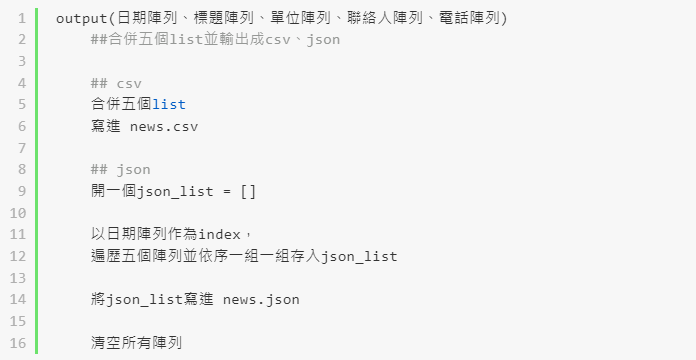 1 output(日期陣列、標題陣列、單位陣列、聯絡人陣列、電話陣列)
2 ##合併五個list並輸出成csv、json
3
4 ## csv
5 合併五個list
6 寫進 news.csv
7
8 ## json
9 開一個json_list = []
10
11 以日期陣列作為index，
12 遍歷五個陣列並依序一組一組存入json_list
13
14 將json_list寫進 news.json
15
16 清空所有陣列